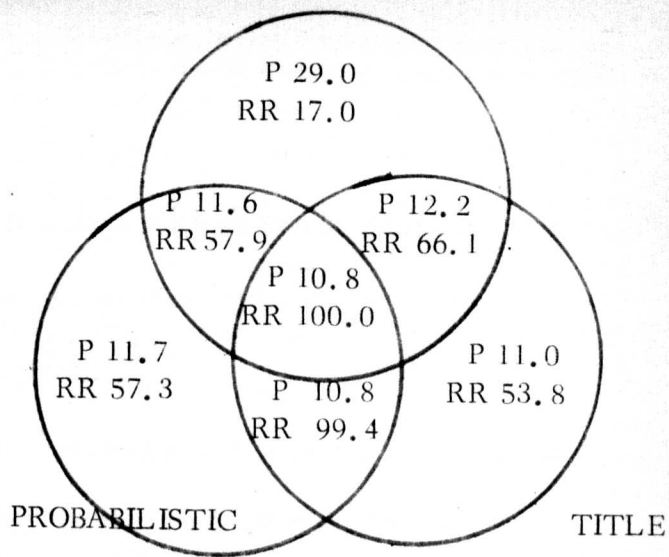 P 29.0
RR 17.0
P 11.6
RR 57.9
P 12.2
RR 66.1
P 10.8
RR 100.0
P 11.7
RR 57.3
P 11.0
RR 53.8
P 10.8
RR 99.4
PROBABILISTIC
TITLE